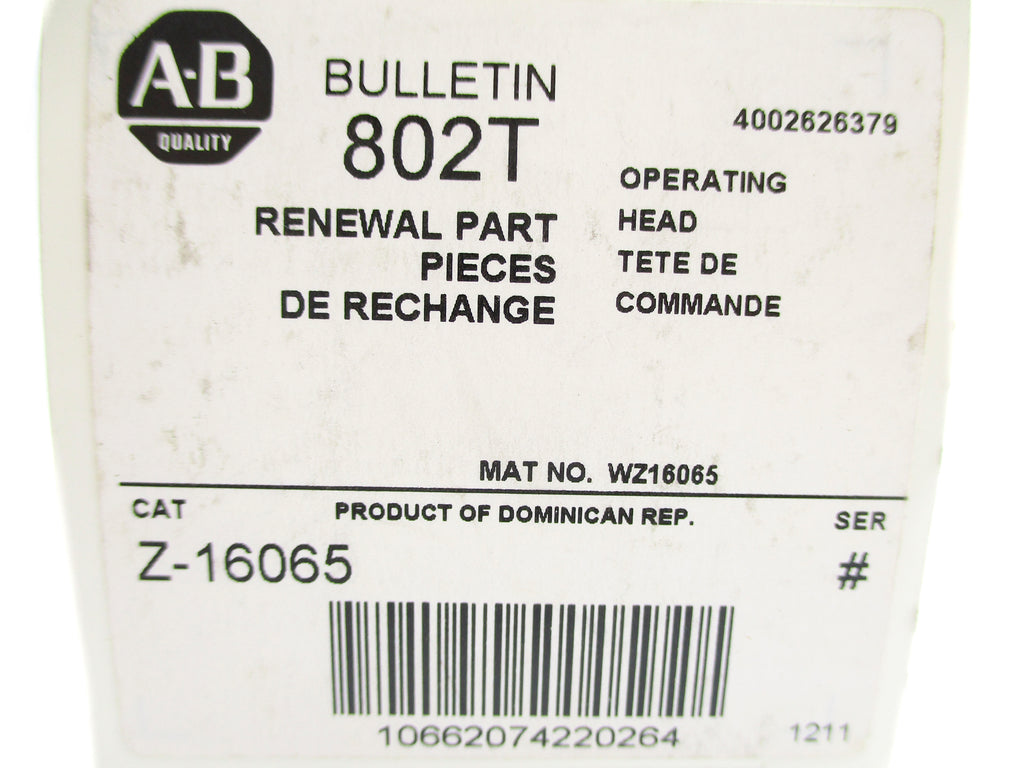 A-B
QUALITY
BULLETIN
802T
RENEWAL PART
PIECES
DE RECHANGE
4002626379
OPERATING
HEAD
TETE DE
COMMANDE
MAT NO. WZ16065
CAT
PRODUCT OF DOMINICAN REP.
SER
Z-16065
#
10662074220264
1211